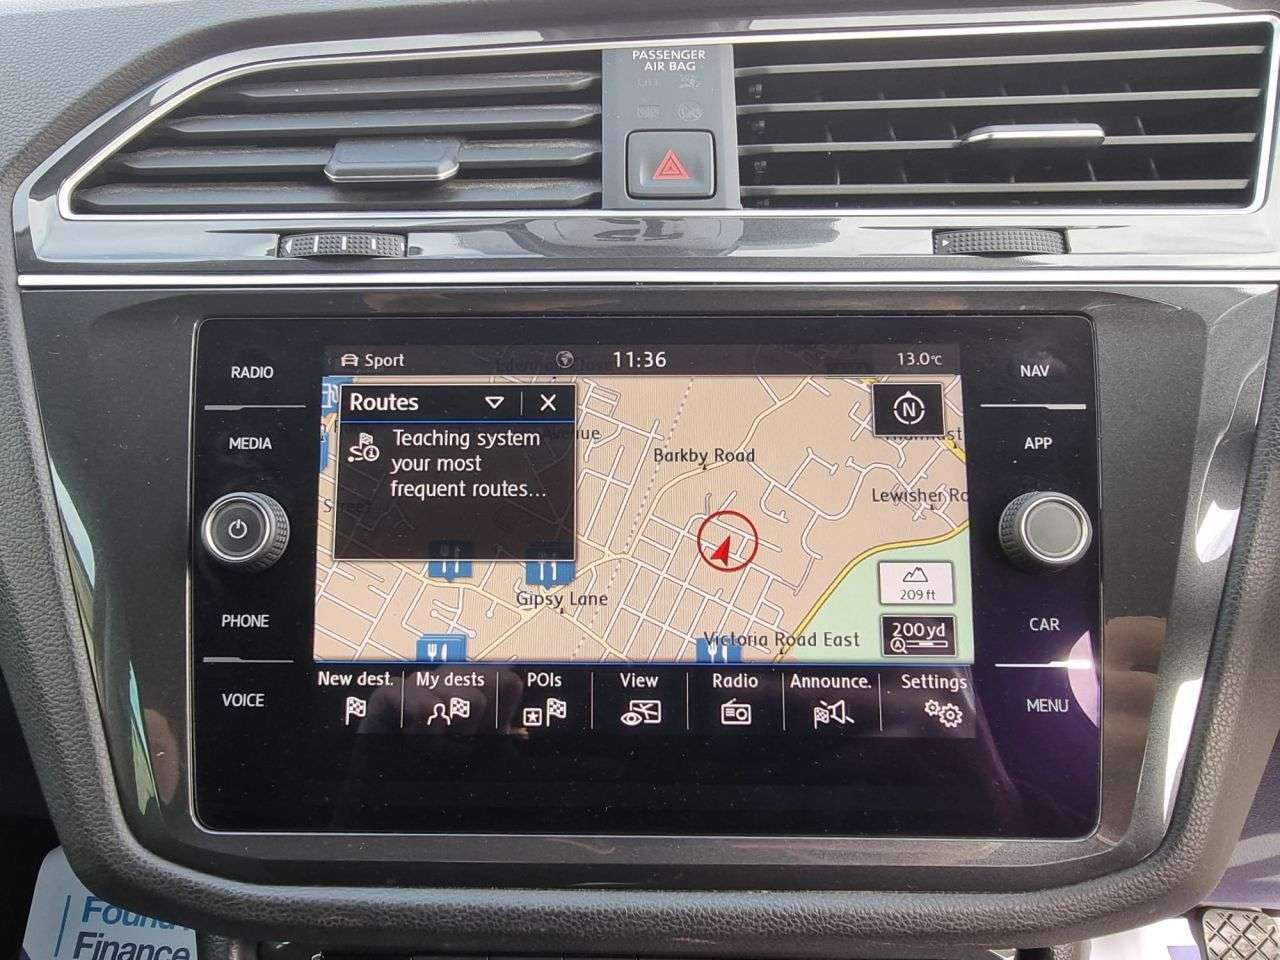 PASSENGER
AIR BAG
RADIO
MEDIA
PHONE
VOICE
NAV
APP
CAR
MENU
Sport
11:36
13.0°C
Routes
Teaching system
your most
frequent routes...
N
Barkby Road
Lewisher Ro
Gipsy Lane
Victoria Road East
209 ft
200yd
A
New dest.
My dests
POIs
View
Radio
Announce.
Settings
Finance